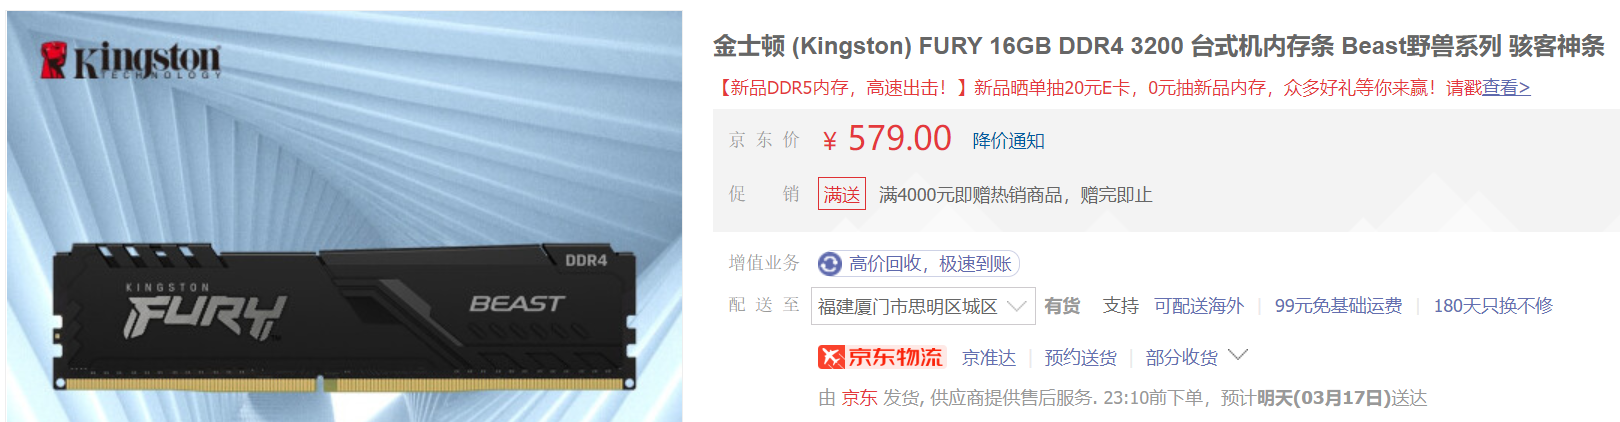 Kingston
TECHNOLOGY
DDR4
KINGSTON
FURY
BEAST
金士顿 (Kingston) FURY 16GB DDR4 3200 台式机内存条 Beast野兽系列 骇客神条
【新品DDR5内存，高速出击！】新品晒单抽20元E卡，0元抽新品内存，众多好礼等你来赢！请戳查看>
京东价 ￥579.00 降价通知
促销 满送 满4000元即赠热销商品，赠完即止
增值业务 高价回收，极速到账
配送至 福建厦门市思明区城区 有货 支持 可配送海外 99元免基础运费 180天只换不修
京东物流 京准达 预约送货 部分收货
由 京东 发货, 供应商提供售后服务. 23:10前下单，预计明天(03月17日)送达